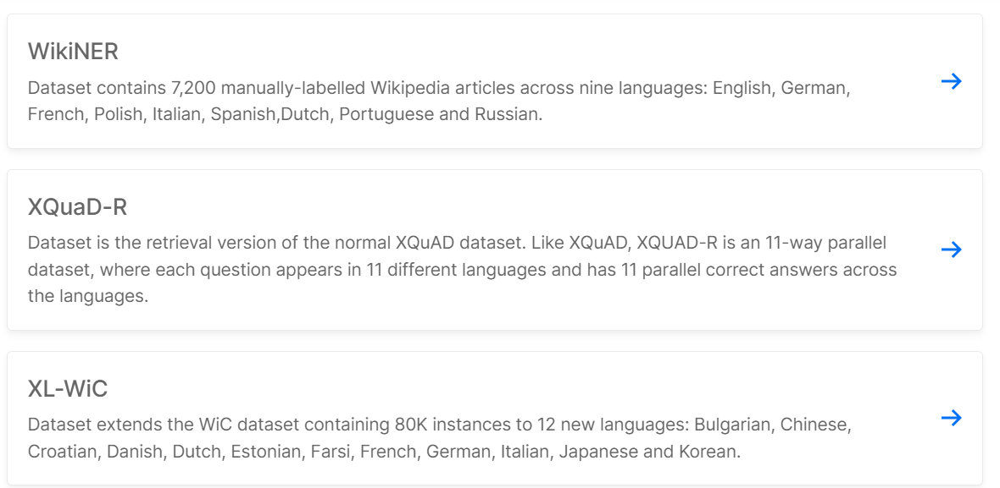 WikiNER
Dataset contains 7,200 manually-labelled Wikipedia articles across nine languages: English, German,
French, Polish, Italian, Spanish,Dutch, Portuguese and Russian.
XQuaD-R
Dataset is the retrieval version of the normal XQuAD dataset. Like XQuAD, XQUAD-R is an 11-way parallel
dataset, where each question appears in 11 different languages and has 11 parallel correct answers across
the languages.
XL-WiC
Dataset extends the WiC dataset containing 80K instances to 12 new languages: Bulgarian, Chinese,
Croatian, Danish, Dutch, Estonian, Farsi, French, German, Italian, Japanese and Korean.